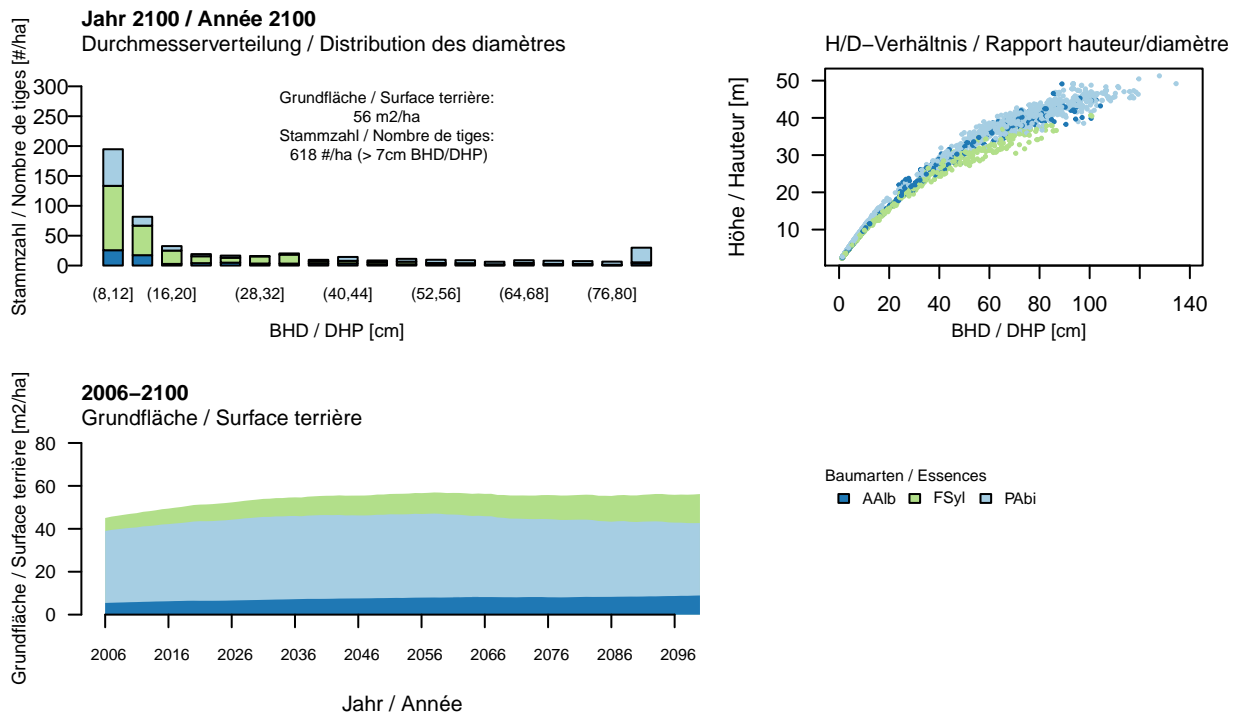 Jahr 2100 / Année 2100
Durchmesserverteilung / Distribution des diamètres
Stammzahl / Nombre de tiges [#/ha]
300
250
200
150
100
50
0
Grundfläche / Surface terrière:
56 m2/ha
Stammzahl / Nombre de tiges:
618 #/ha (> 7cm BHD/DHP)
(8,12] (16,20] (28,32] (40,44] (52,56] (64,68] (76,80]
BHD / DHP [cm]
H/D−Verhältnis / Rapport hauteur/diamètre
Höhe / Hauteur [m]
50
40
30
20
10
0 20 40 60 80 100 140
BHD / DHP [cm]
2006−2100
Grundfläche / Surface terrière
Grundfläche / Surface terrière [m2/ha]
80
60
40
20
0
2006 2016 2026 2036 2046 2056 2066 2076 2086 2096
Jahr / Année
Baumarten / Essences
AAlb FSyl PAbi